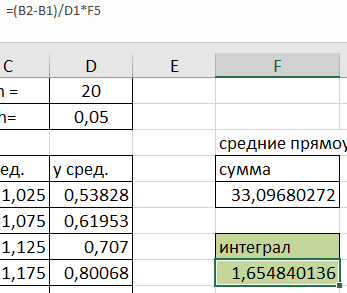 =(B2-B1)/D1*F5
C D E F
n = 20
h= 0,05
средние прямоу
ед. у сред. сумма
1,025 0,53828 33,09680272
1,075 0,61953
1,125 0,707 интеграл
1,175 0,80068 1,654840136